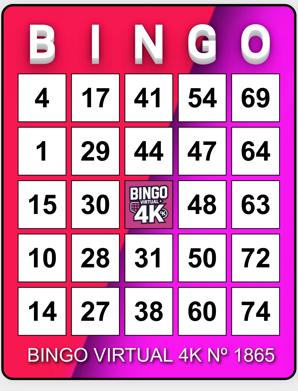 B I N G O
4 17 41 54 69
1 29 44 47 64
15 30 BINGO VIRTUAL 4K 48 63
10 28 31 50 72
14 27 38 60 74
BINGO VIRTUAL 4K Nº 1865